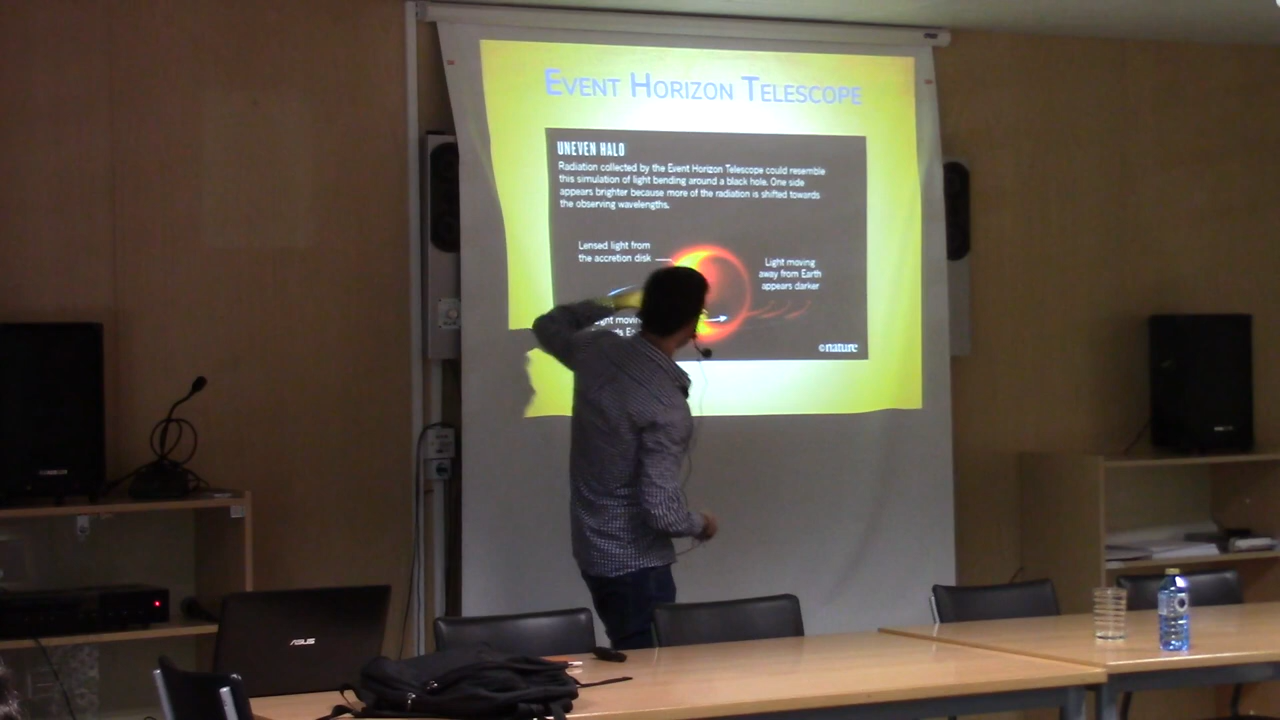 EVENT HORIZON TELESCOPE
UNEVEN HALO
Radiation collected by the Event Horizon Telescope could resemble
this simulation of light bending around a black hole. One side
appears brighter because more of the radiation is shifted towards
the observing wavelengths.
Lensed light from
the accretion disk
Light moving
away from Earth
appears darker
©nature
ASUS